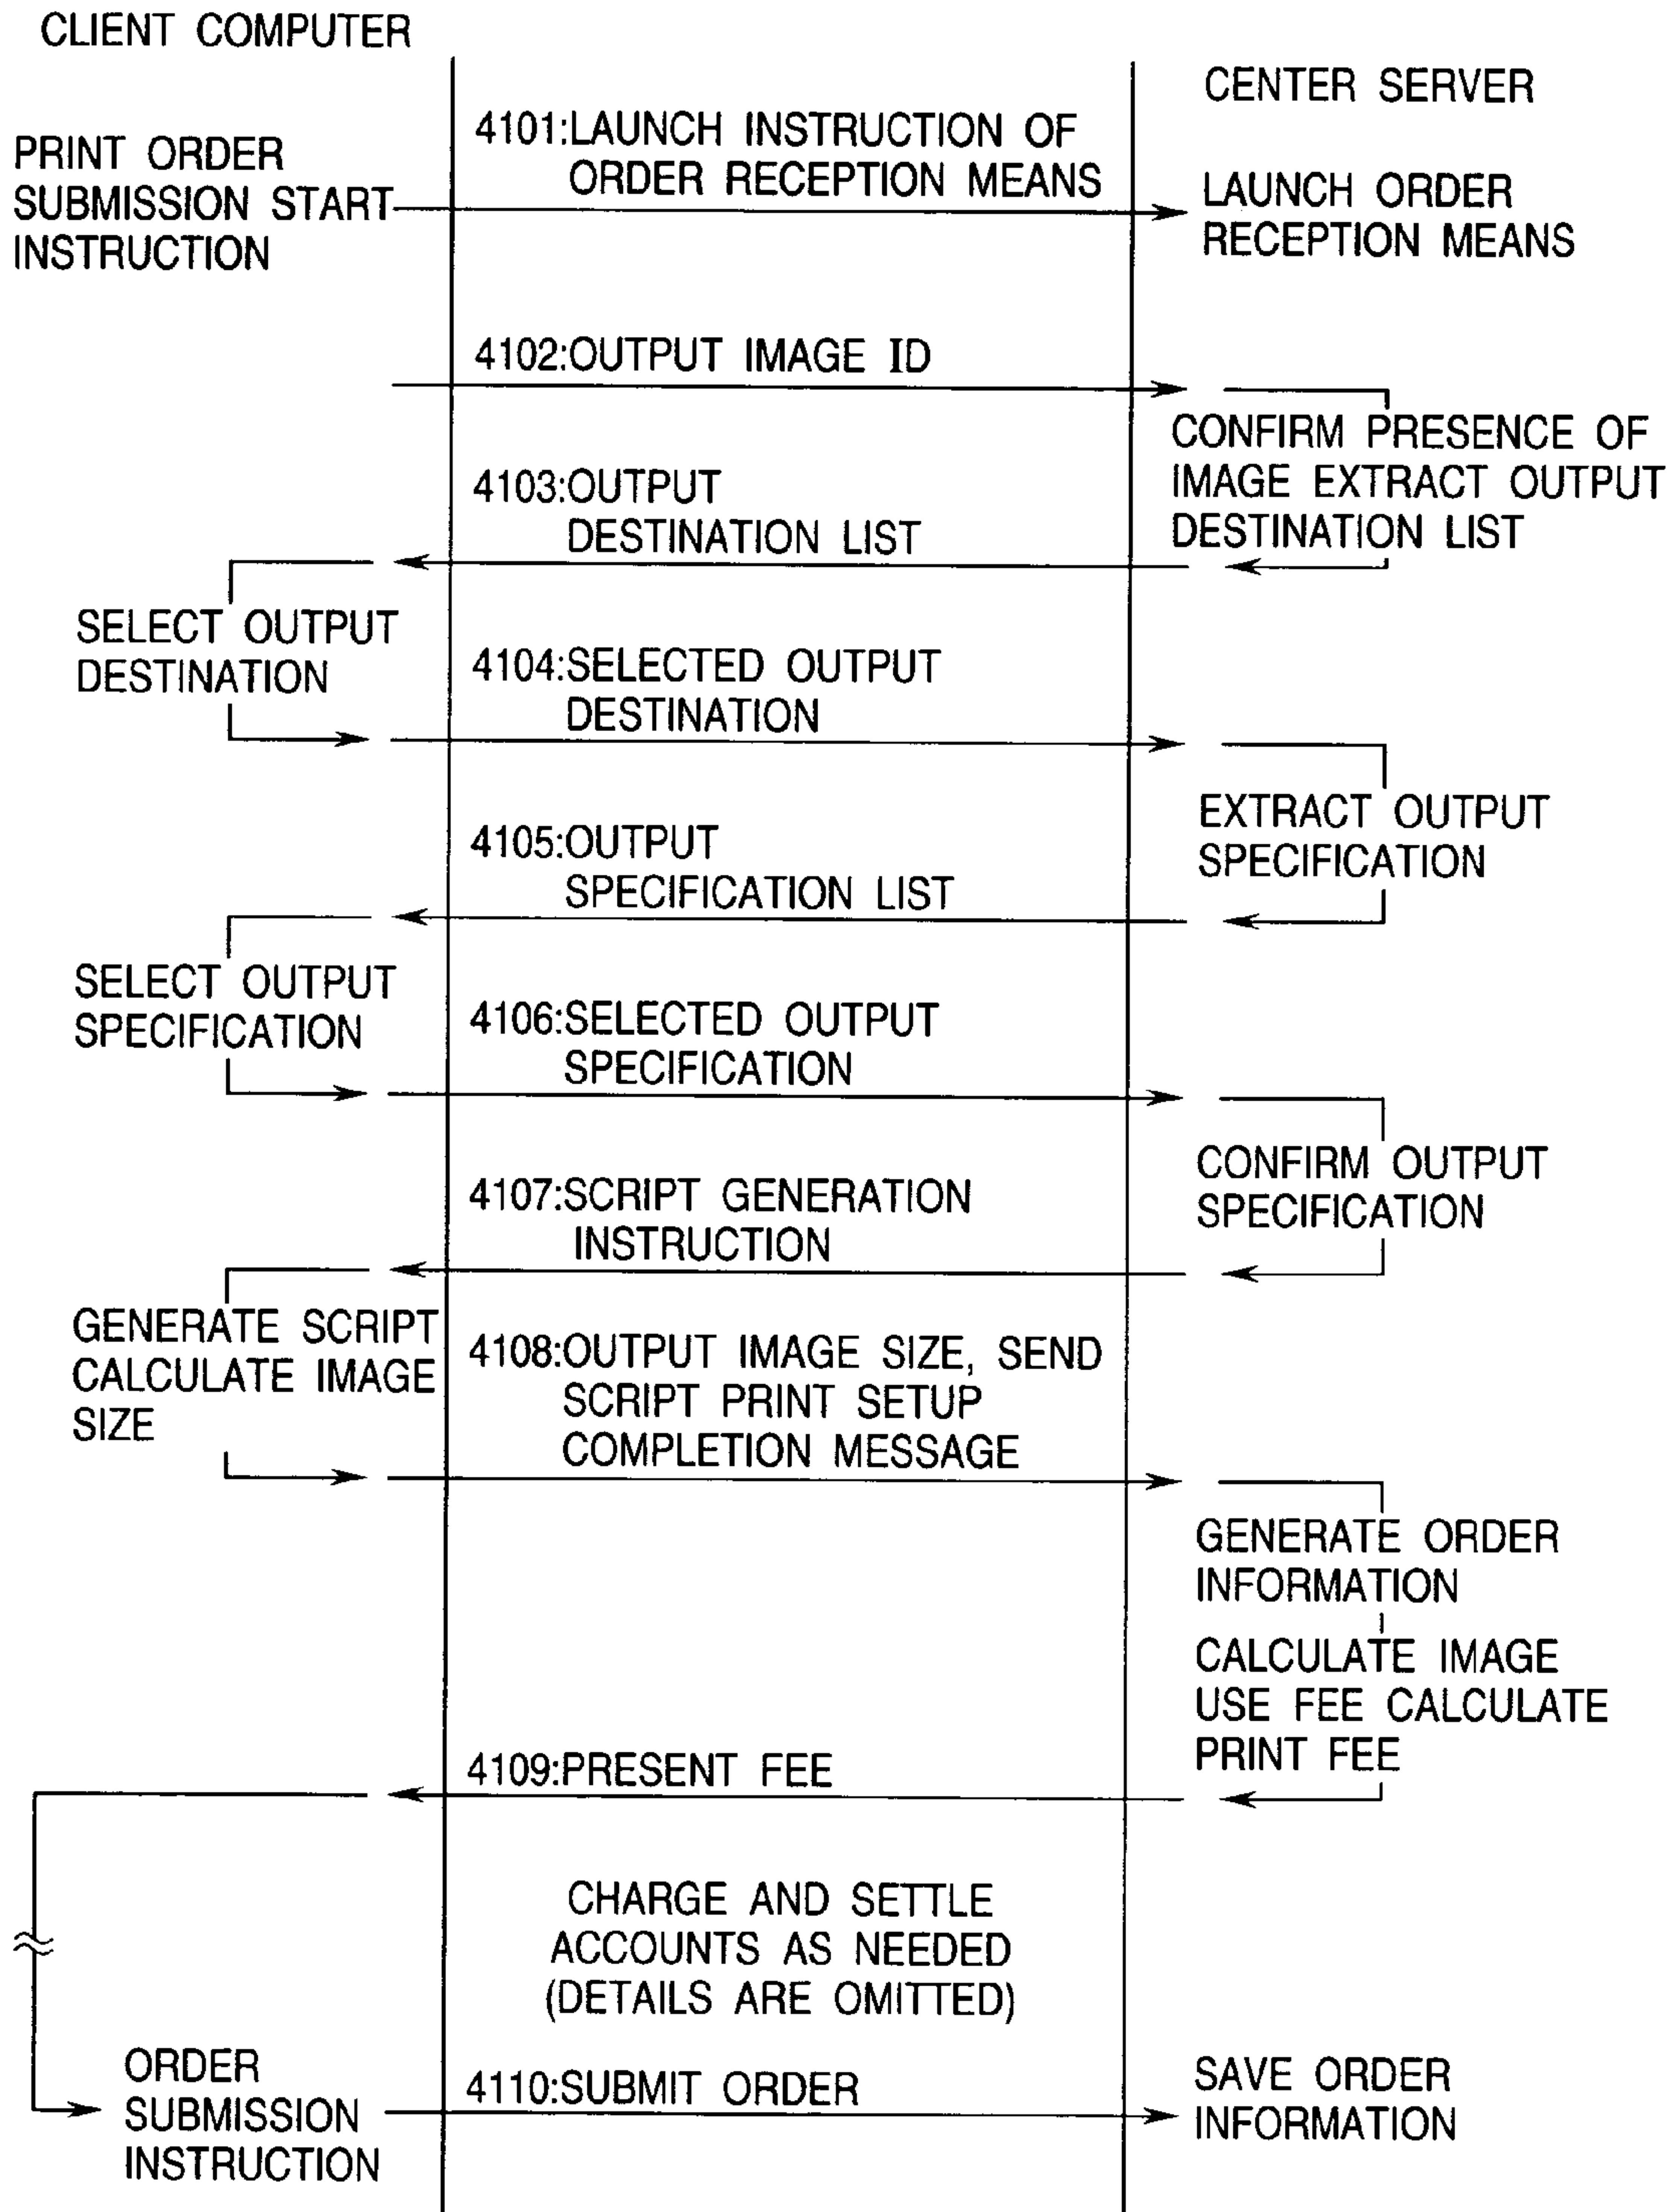 CLIENT COMPUTER
CENTER SERVER
PRINT ORDER
SUBMISSION START
INSTRUCTION
4101:LAUNCH INSTRUCTION OF
ORDER RECEPTION MEANS
LAUNCH ORDER
RECEPTION MEANS
4102:OUTPUT IMAGE ID
CONFIRM PRESENCE OF
IMAGE EXTRACT OUTPUT
DESTINATION LIST
4103:OUTPUT
DESTINATION LIST
SELECT OUTPUT
DESTINATION
4104:SELECTED OUTPUT
DESTINATION
EXTRACT OUTPUT
SPECIFICATION
4105:OUTPUT
SPECIFICATION LIST
SELECT OUTPUT
SPECIFICATION
4106:SELECTED OUTPUT
SPECIFICATION
CONFIRM OUTPUT
SPECIFICATION
4107:SCRIPT GENERATION
INSTRUCTION
GENERATE SCRIPT
CALCULATE IMAGE
SIZE
4108:OUTPUT IMAGE SIZE, SEND
SCRIPT PRINT SETUP
COMPLETION MESSAGE
GENERATE ORDER
INFORMATION
CALCULATE IMAGE
USE FEE CALCULATE
PRINT FEE
4109:PRESENT FEE
CHARGE AND SETTLE
ACCOUNTS AS NEEDED
(DETAILS ARE OMITTED)
ORDER
SUBMISSION
INSTRUCTION
4110:SUBMIT ORDER
SAVE ORDER
INFORMATION